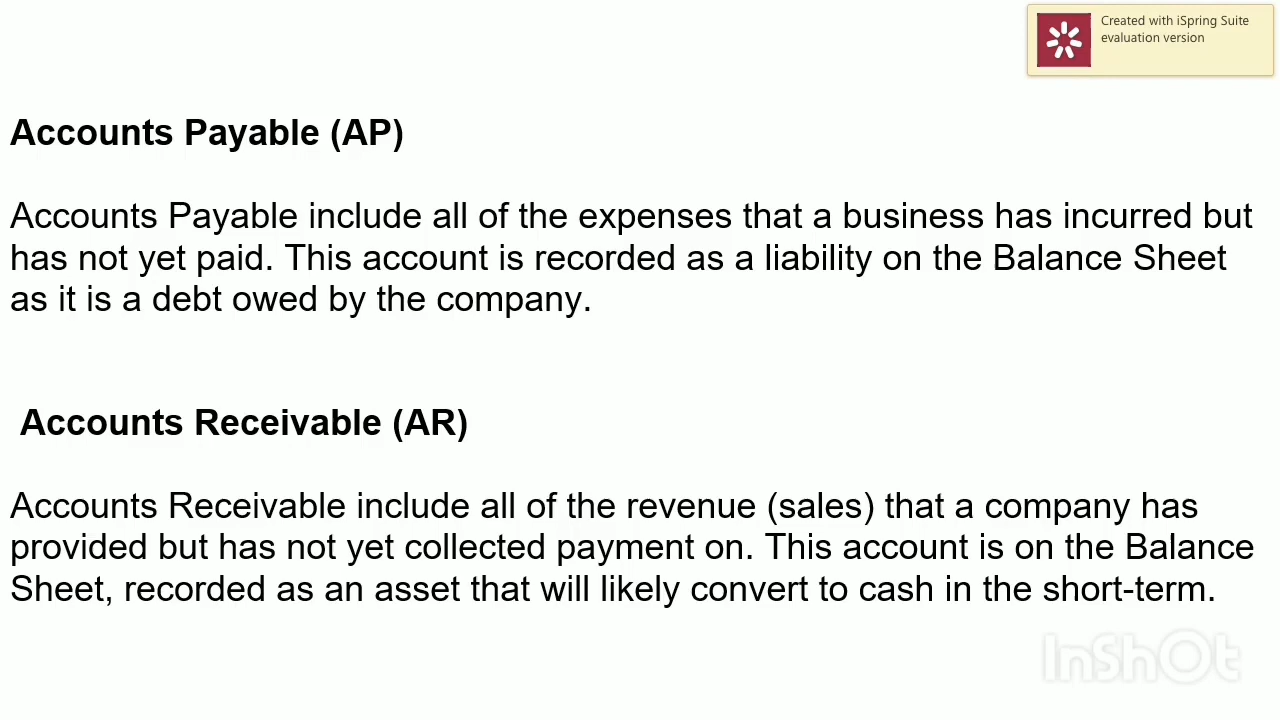 Created with iSpring Suite
evaluation version
Accounts Payable (AP)
Accounts Payable include all of the expenses that a business has incurred but
has not yet paid. This account is recorded as a liability on the Balance Sheet
as it is a debt owed by the company.
Accounts Receivable (AR)
Accounts Receivable include all of the revenue (sales) that a company has
provided but has not yet collected payment on. This account is on the Balance
Sheet, recorded as an asset that will likely convert to cash in the short-term.
InShOt